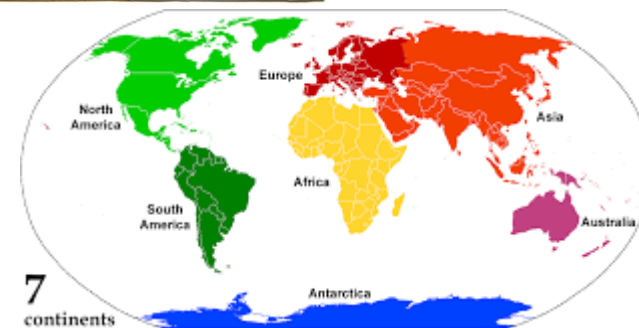 Europe
North
America
Asia
Africa
South
America
Australia
Antarctica
7
continents